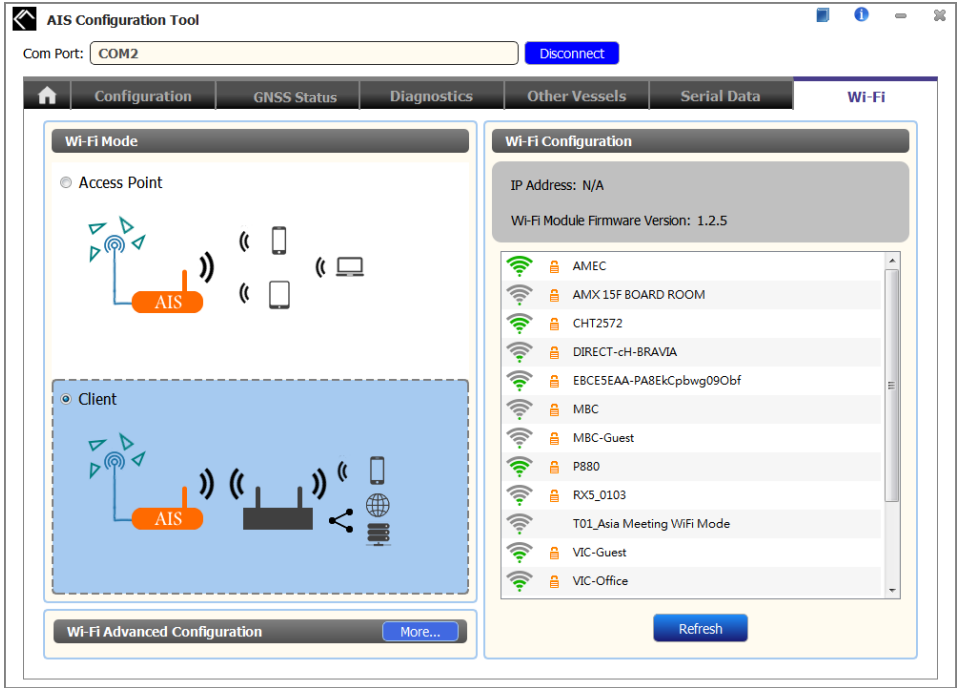 AIS Configuration Tool
Com Port: COM2 Disconnect
Configuration GNSS Status Diagnostics Other Vessels Serial Data Wi-Fi
Wi-Fi Mode
Access Point
AIS
Client
AIS
Wi-Fi Advanced Configuration More...
Wi-Fi Configuration
IP Address: N/A
Wi-Fi Module Firmware Version: 1.2.5
AMEC
AMX 15F BOARD ROOM
CHT2572
DIRECT-cH-BRAVIA
EBCE5EAA-PA8EkCpbwg09Obf
MBC
MBC-Guest
P880
RX5_0103
T01_Asia Meeting WiFi Mode
VIC-Guest
VIC-Office
Refresh